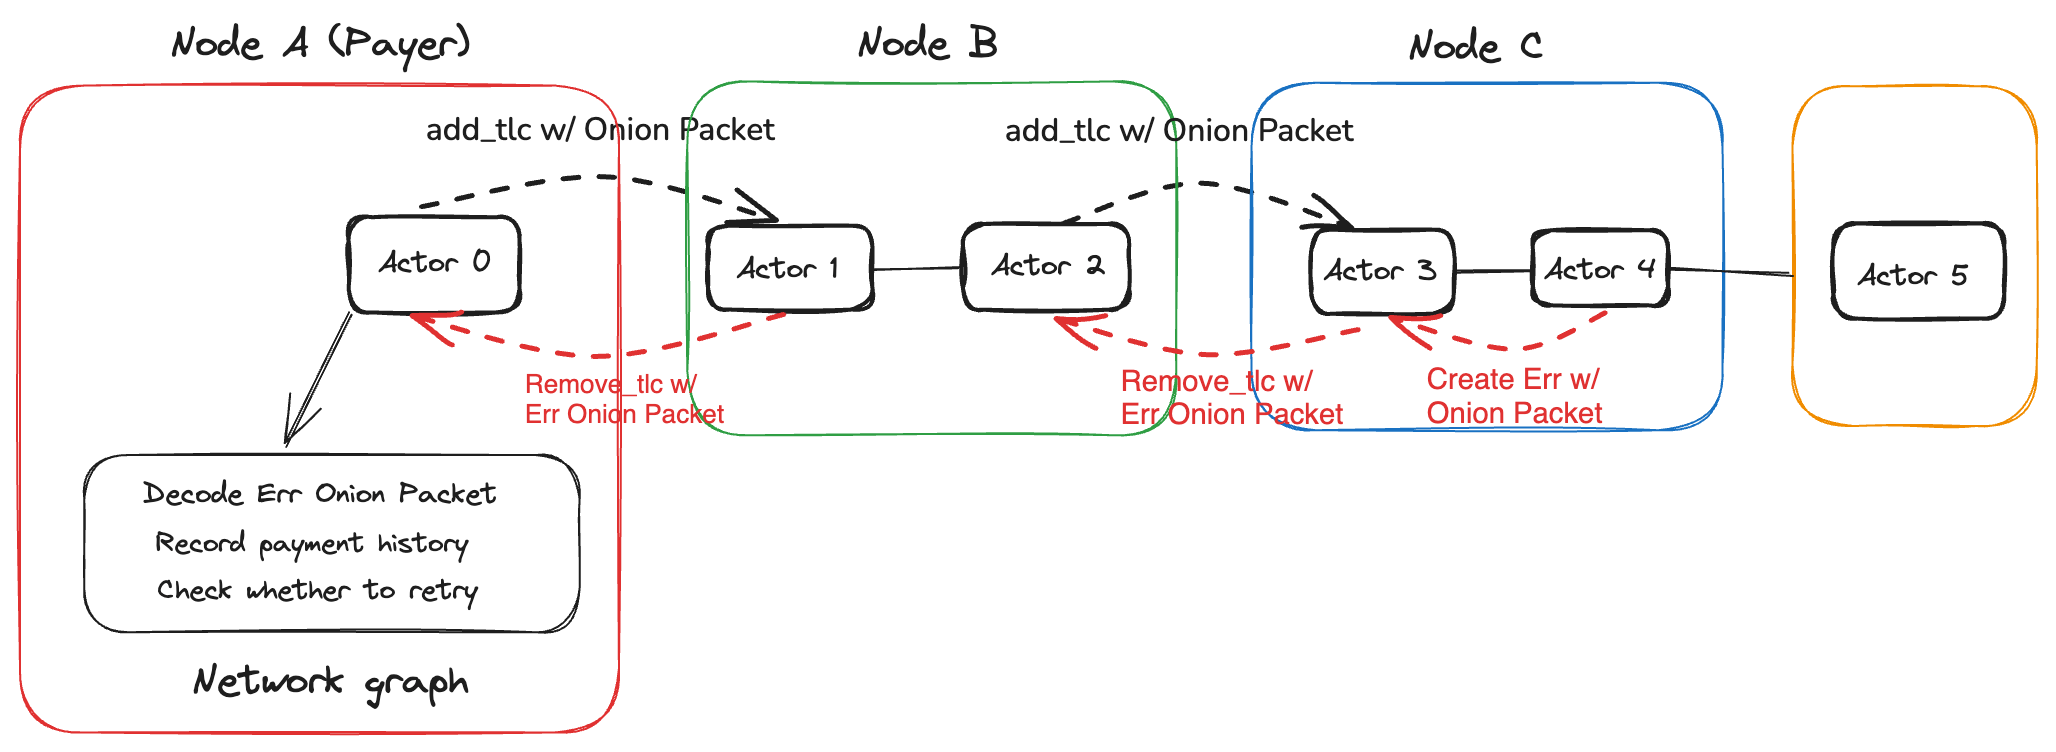 Node A (Payer)
Node B
Node C
add_tlc w/ Onion Packet
add_tlc w/ Onion Packet
Actor 0
Actor 1
Actor 2
Actor 3
Actor 4
Actor 5
Remove_tlc w/
Err Onion Packet
Remove_tlc w/
Err Onion Packet
Create Err w/
Onion Packet
Decode Err Onion Packet
Record payment history
Check whether to retry
Network graph